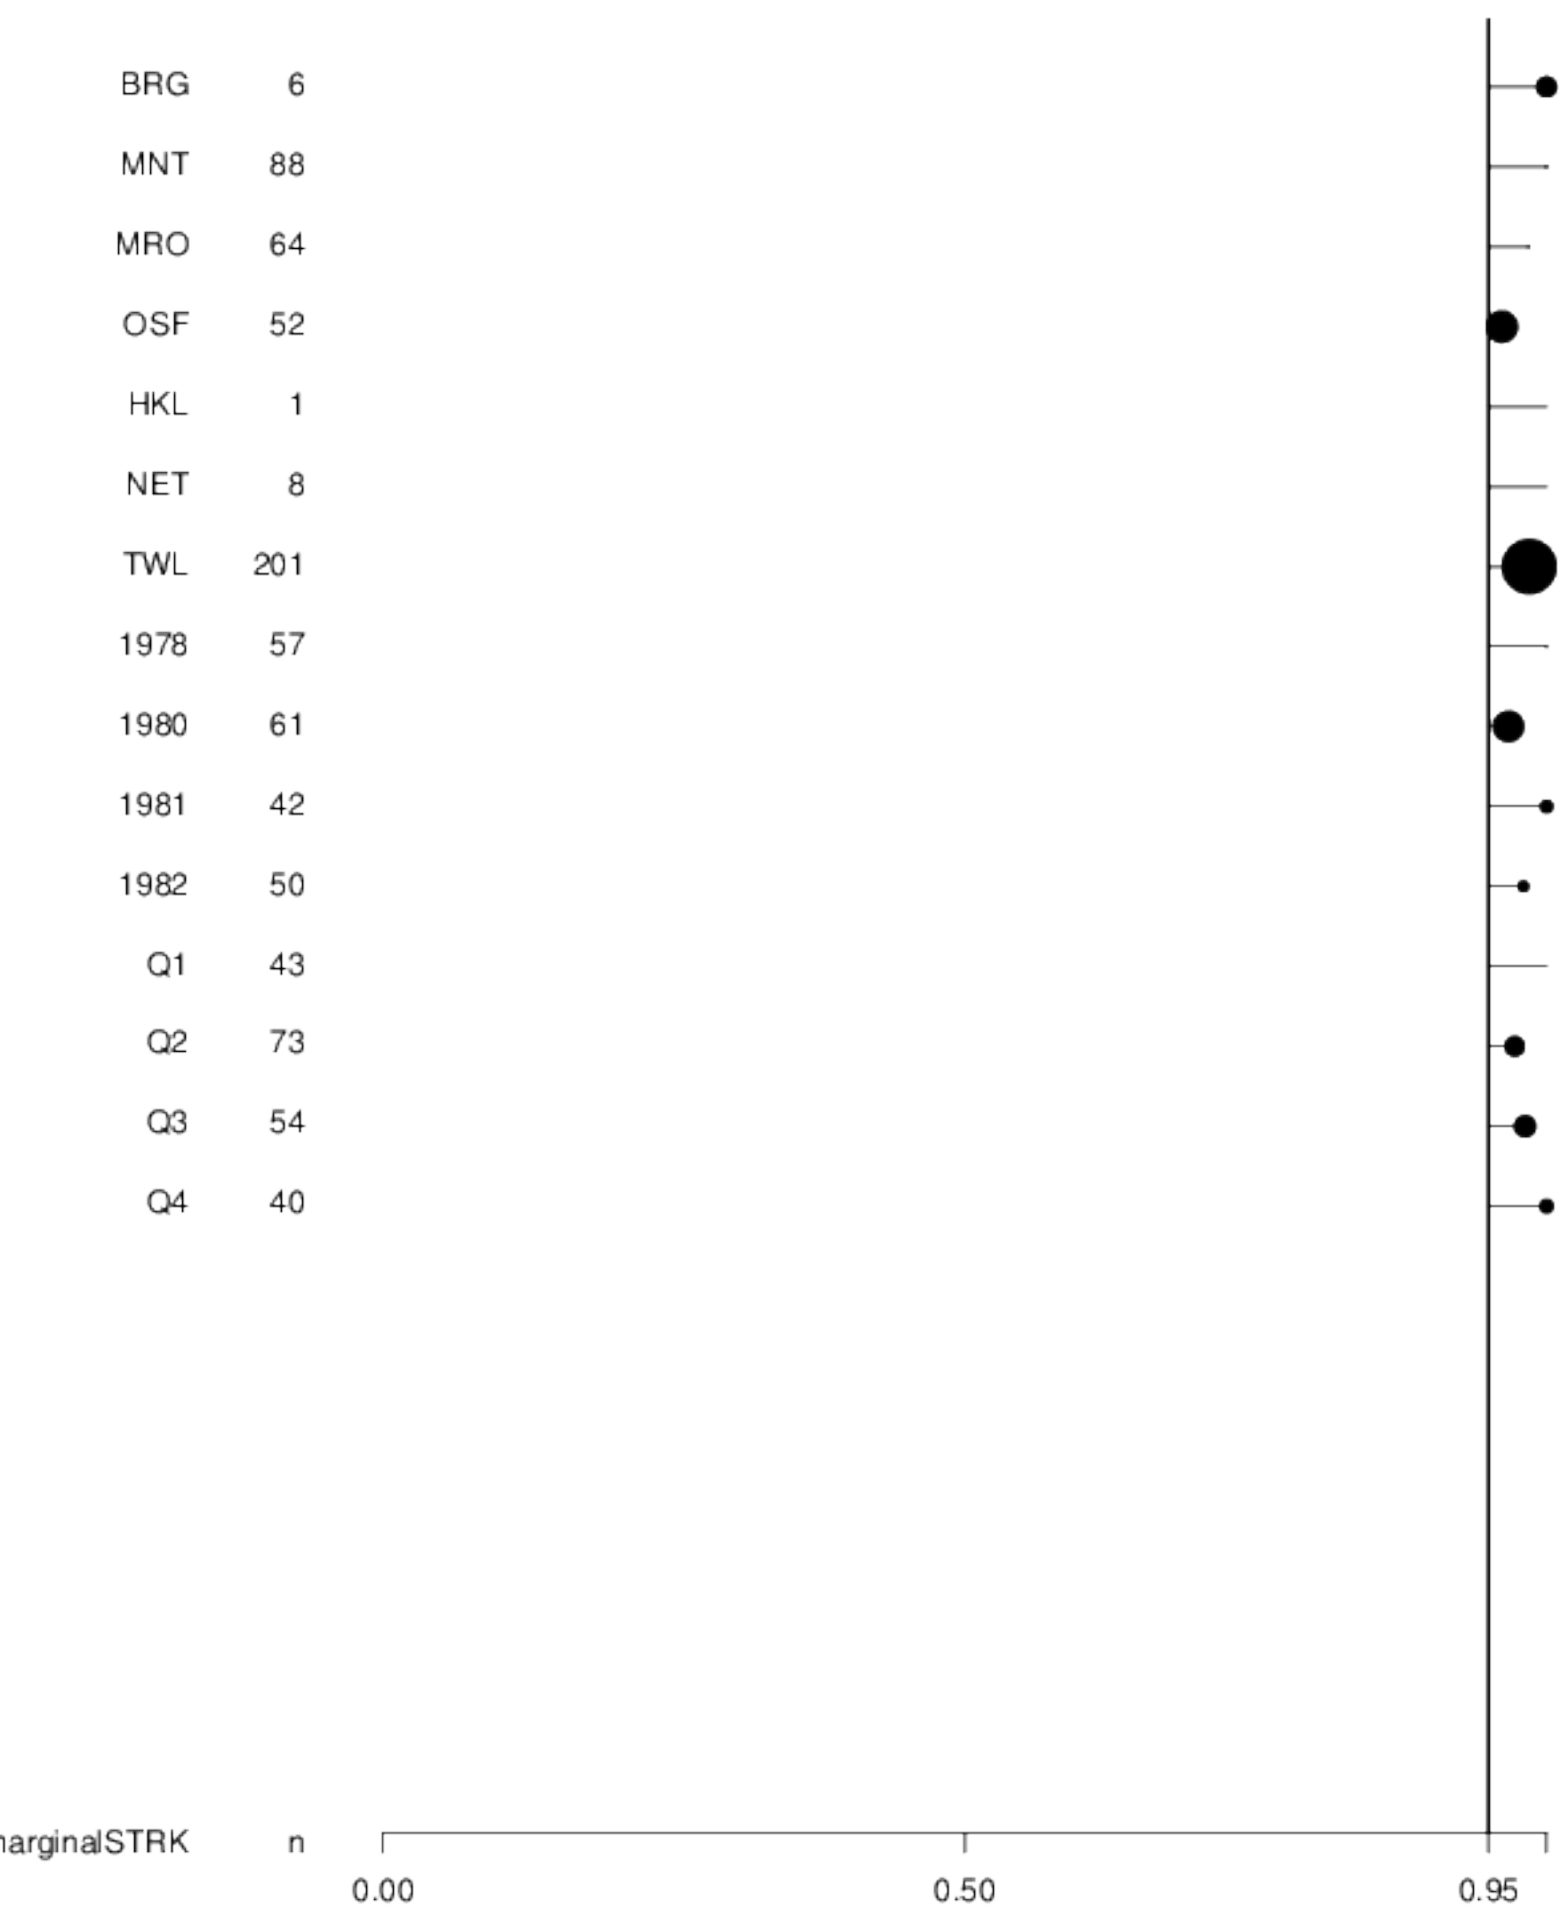 BRG 6
MNT 88
MRO 64
OSF 52
HKL 1
NET 8
TWL 201
1978 57
1980 61
1981 42
1982 50
Q1 43
Q2 73
Q3 54
Q4 40
arginalSTRK n
0.00 0.50 0.95